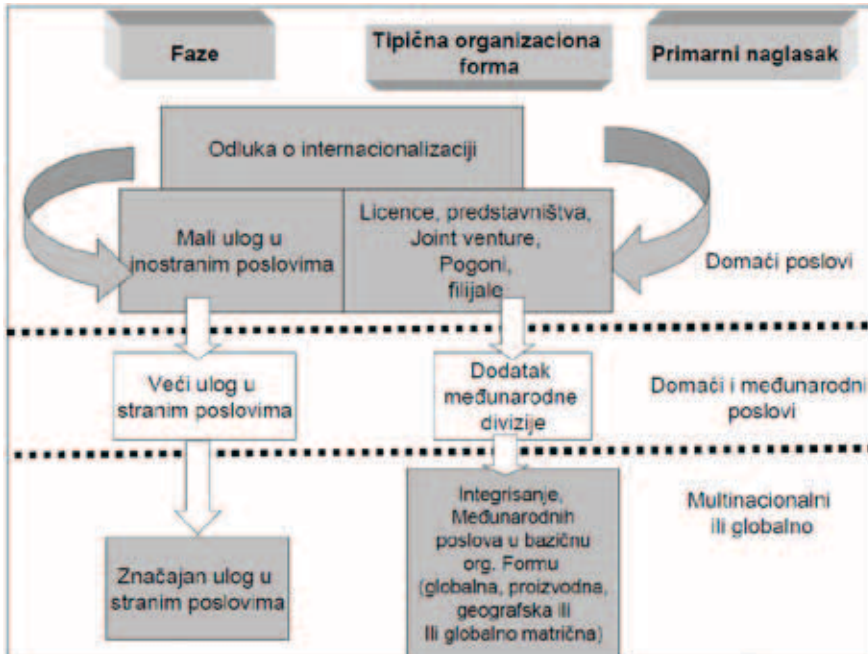 Faze
Tipična organizaciona
forma
Primarni naglasak
Odluka o internacionalizaciji
Mali ulog u
inostranim poslovima
Licence, predstavništva,
Joint venture,
Pogoni,
filijale
Domaći poslovi
Veći ulog u
stranim poslovima
Dodatak
međunarodne
divizije
Domaći i međunarodni
poslovi
Značajan ulog u
stranim poslovima
Integrisanje,
Međunarodnih
poslova u bazičnu
org. Formu
(globalna, proizvodna,
geografska ili
Ili globalno matrična)
Multinacionalni
ili globalno